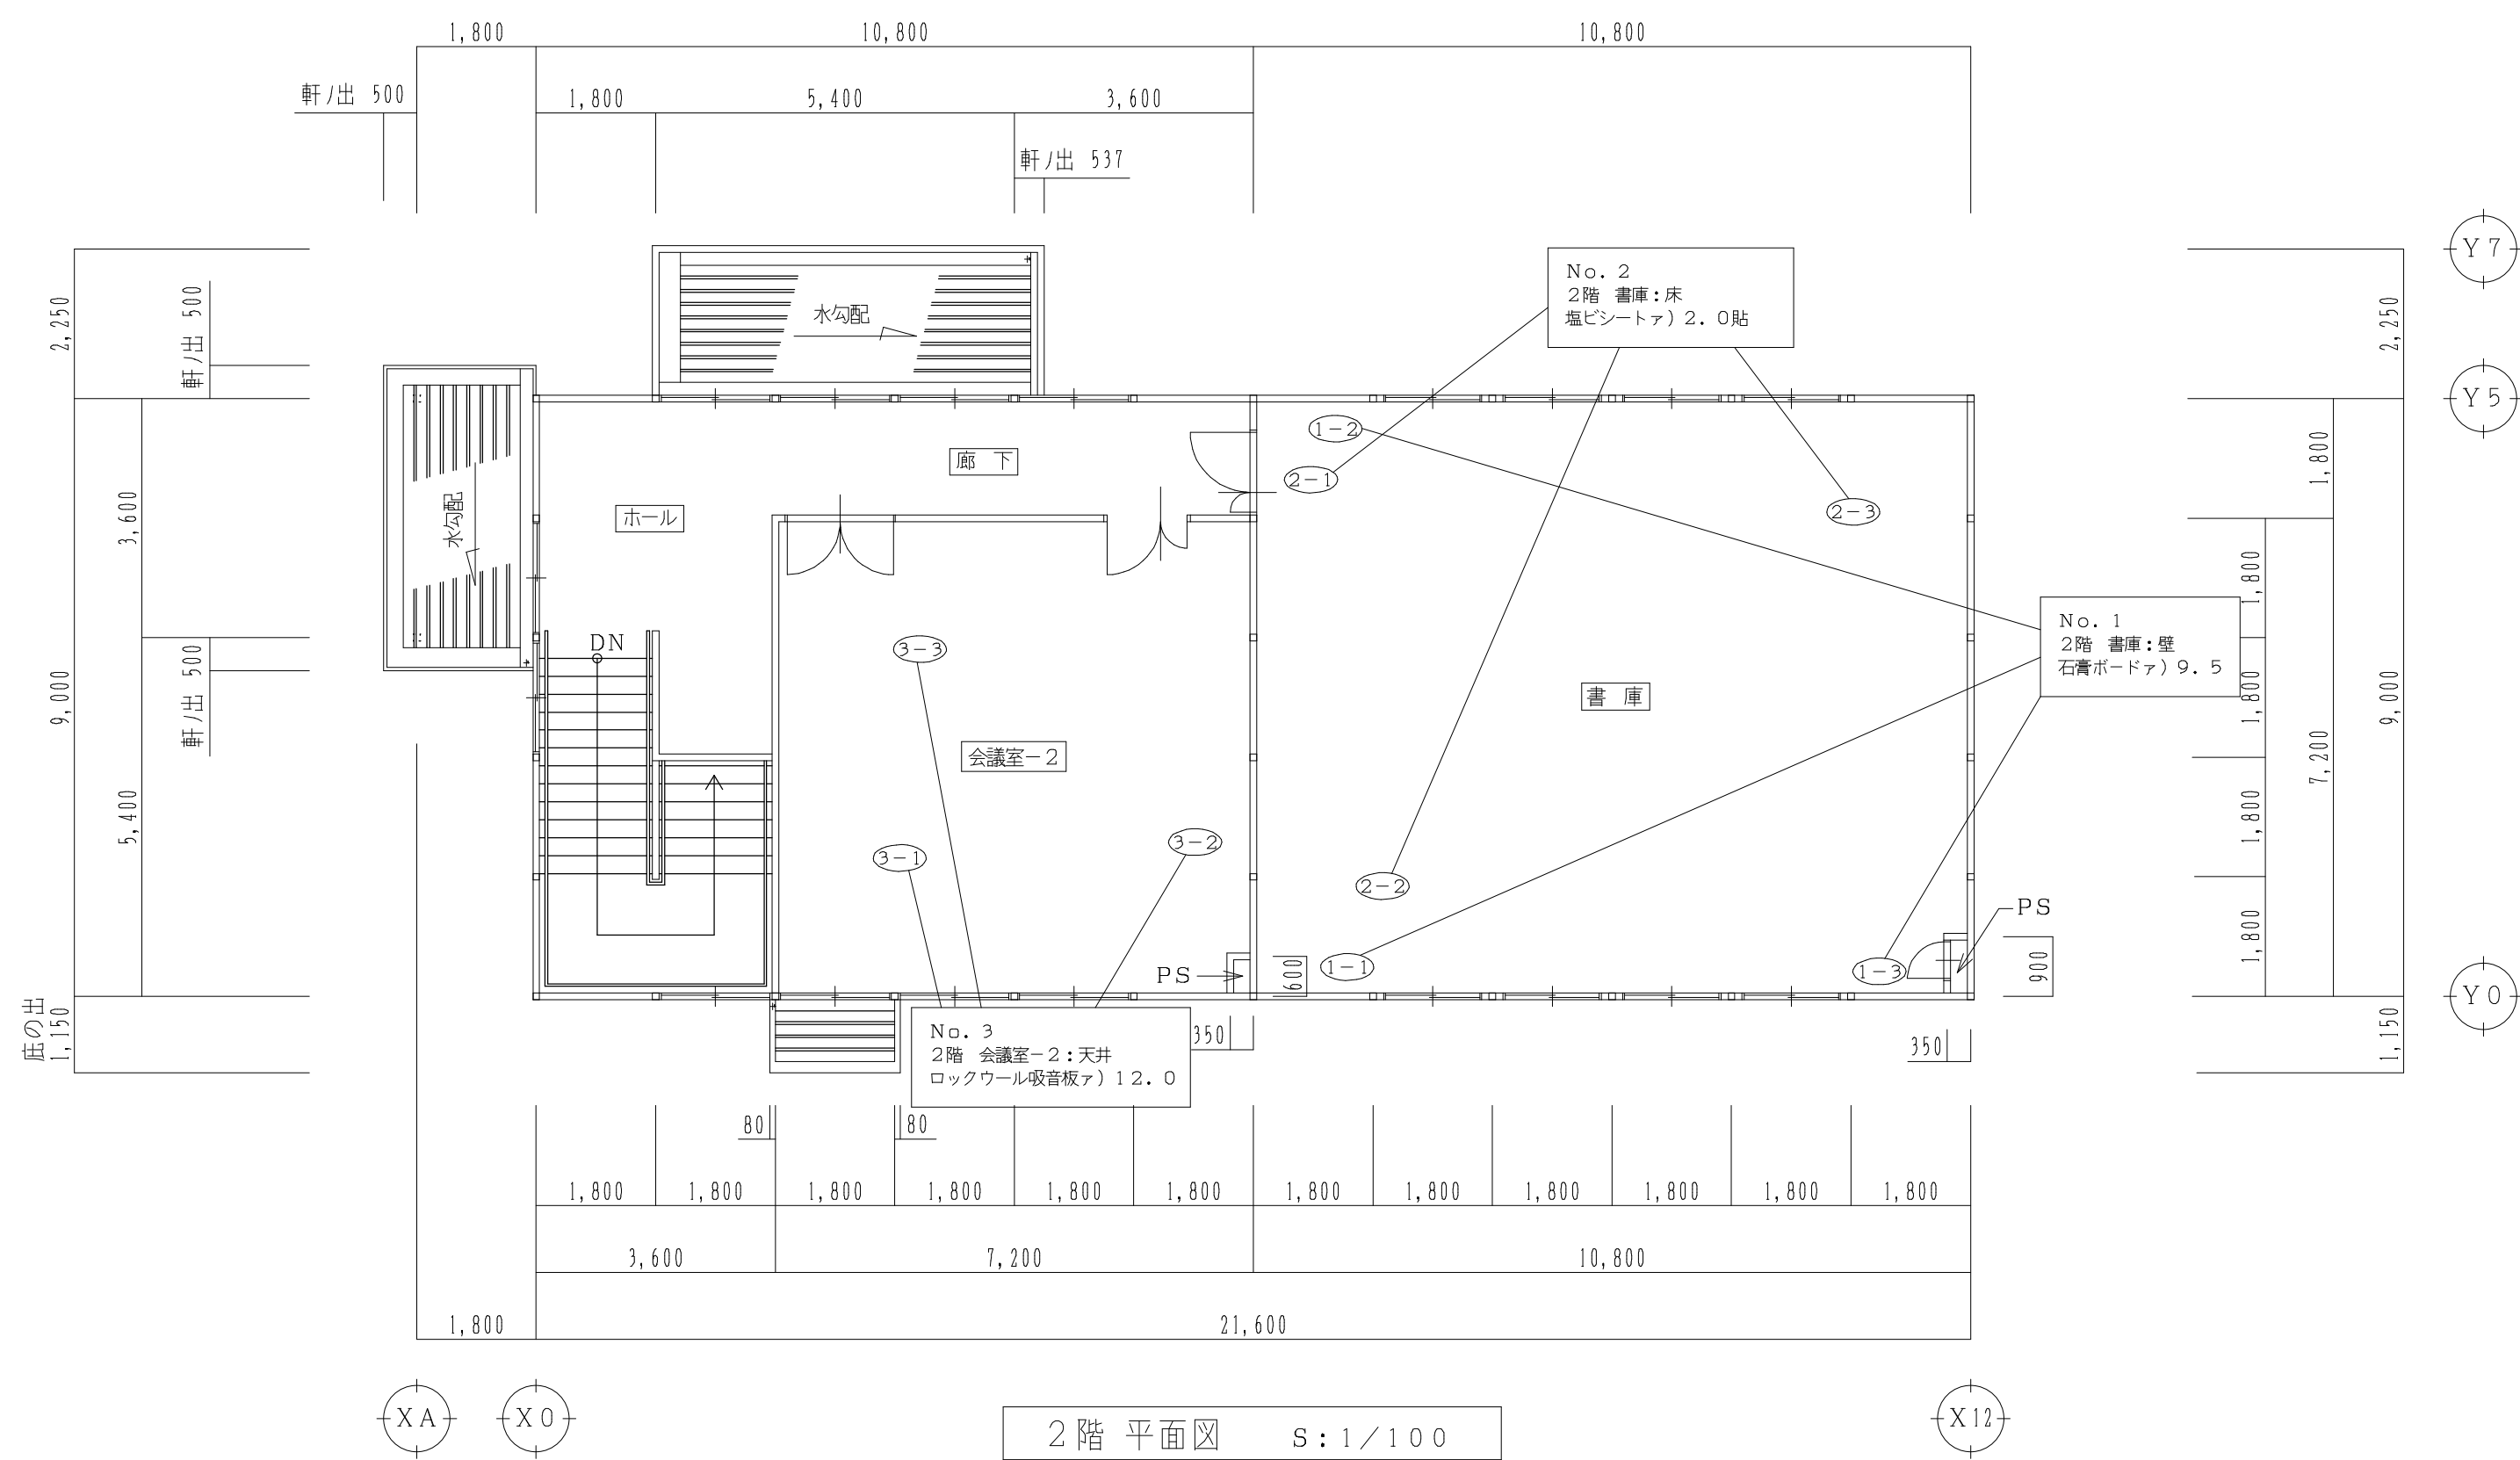 1,800
10,800
10,800
軒ノ出 500
1,800
5,400
3,600
軒ノ出 537
Y7
2,250
軒ノ出 500
水勾配
No. 2
2階 書庫:床
塩ビシートァ)2.0貼
2,250
Y5
1-2
廊 下
2-1
1,800
3,600
水勾配
ホール
2-3
1,800
No. 1
2階 書庫:壁
石膏ボードァ)9.5
DN
3-3
軒ノ出 500
9,000
書 庫
1,800
9,000
会議室-2
7,200
5,400
3-1
3-2
2-2
1,800
PS
1,800
1-1
1-3
PS
600
900
Y0
庇の出
1,150
No. 3
2階 会議室-2:天井
ロックウール吸音板ァ)12.0
350
350
1,150
80
80
1,800
1,800
1,800
1,800
1,800
1,800
1,800
1,800
1,800
1,800
1,800
1,800
3,600
7,200
10,800
1,800
21,600
XA
X0
X12
2階 平面図 S:1/100